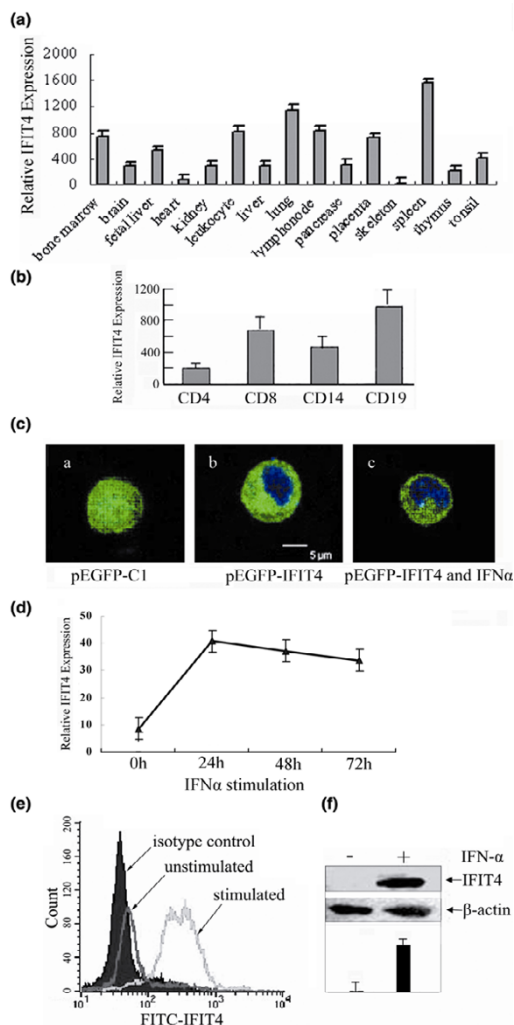 (a)
Relative IFIT4 Expression
2000
1600
1200
800
400
0
bone marrow
brain
fetal liver
heart
kidney
leukocyte
liver
lung
lymphonode
pancrease
placenta
skeleton
spleen
thymus
tonsil
(b)
Relative IFIT4 Expression
1200
800
400
0
CD4 CD8 CD14 CD19
(c)
a b c
5 μm
pEGFP-C1 pEGFP-IFIT4 pEGFP-IFIT4 and IFNα
(d)
Relative IFIT4 Expression
50
40
30
20
10
0
0h 24h 48h 72h
IFNα stimulation
(e)
Count
200
160
120
80
40
0
isotype control
unstimulated
stimulated
10¹ 10² 10³ 10⁴
FITC-IFIT4
(f)
- + IFN-α
IFIT4
β-actin